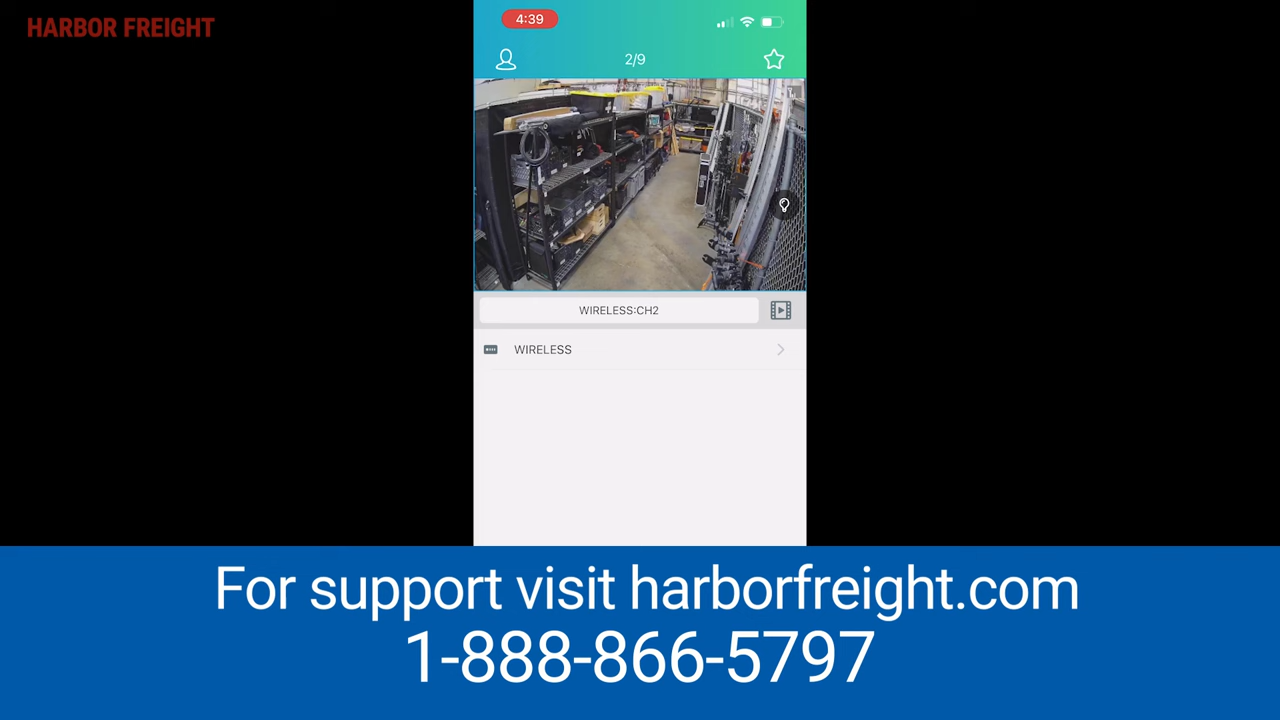 HARBOR FREIGHT
4:39
2/9
WIRELESS:CH2
WIRELESS
For support visit harborfreight.com
1-888-866-5797